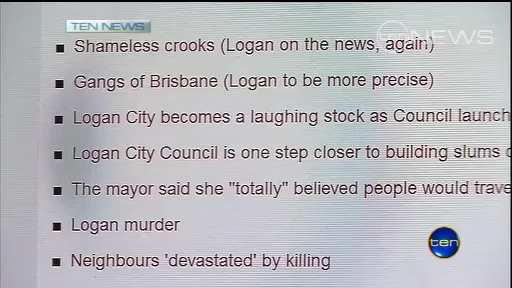 TEN NEWS
ten NEWS
Shameless crooks (Logan on the news, again)
Gangs of Brisbane (Logan to be more precise)
Logan City becomes a laughing stock as Council launch
Logan City Council is one step closer to building slums
The mayor said she "totally" believed people would trave
Logan murder
ten
Neighbours 'devastated' by killing